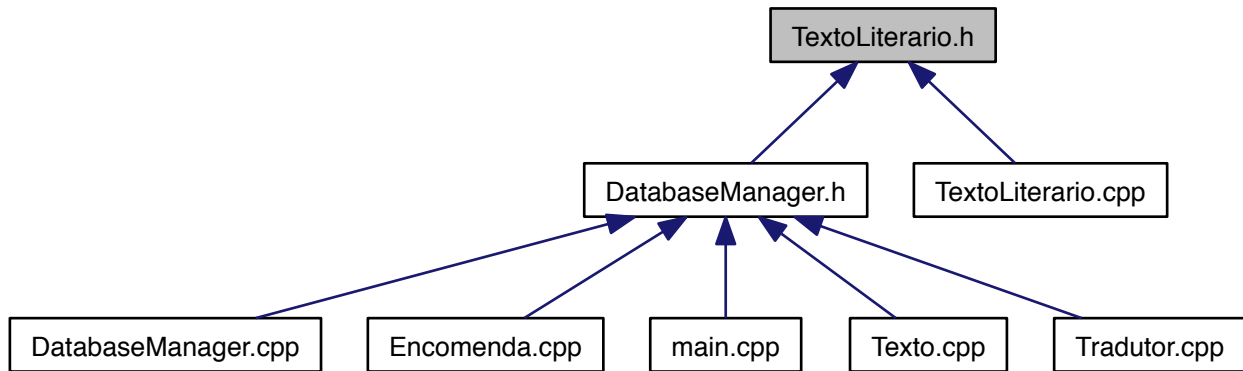 TextoLiterario.h
DatabaseManager.h
TextoLiterario.cpp
DatabaseManager.cpp
Encomenda.cpp
main.cpp
Texto.cpp
Tradutor.cpp